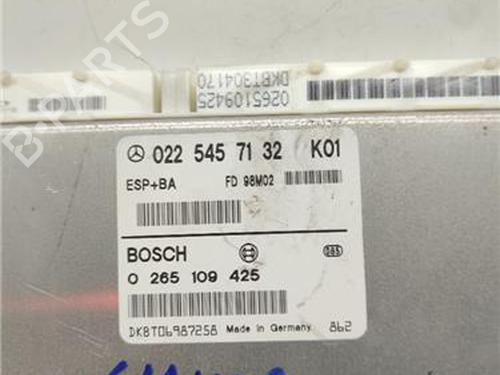 B-PARTS
0265109425
DKBT304170
022 545 71 32 K01
ESP+BA FD 98M02
BOSCH
0 265 109 425
DKBT06987258 Made in Germany 862